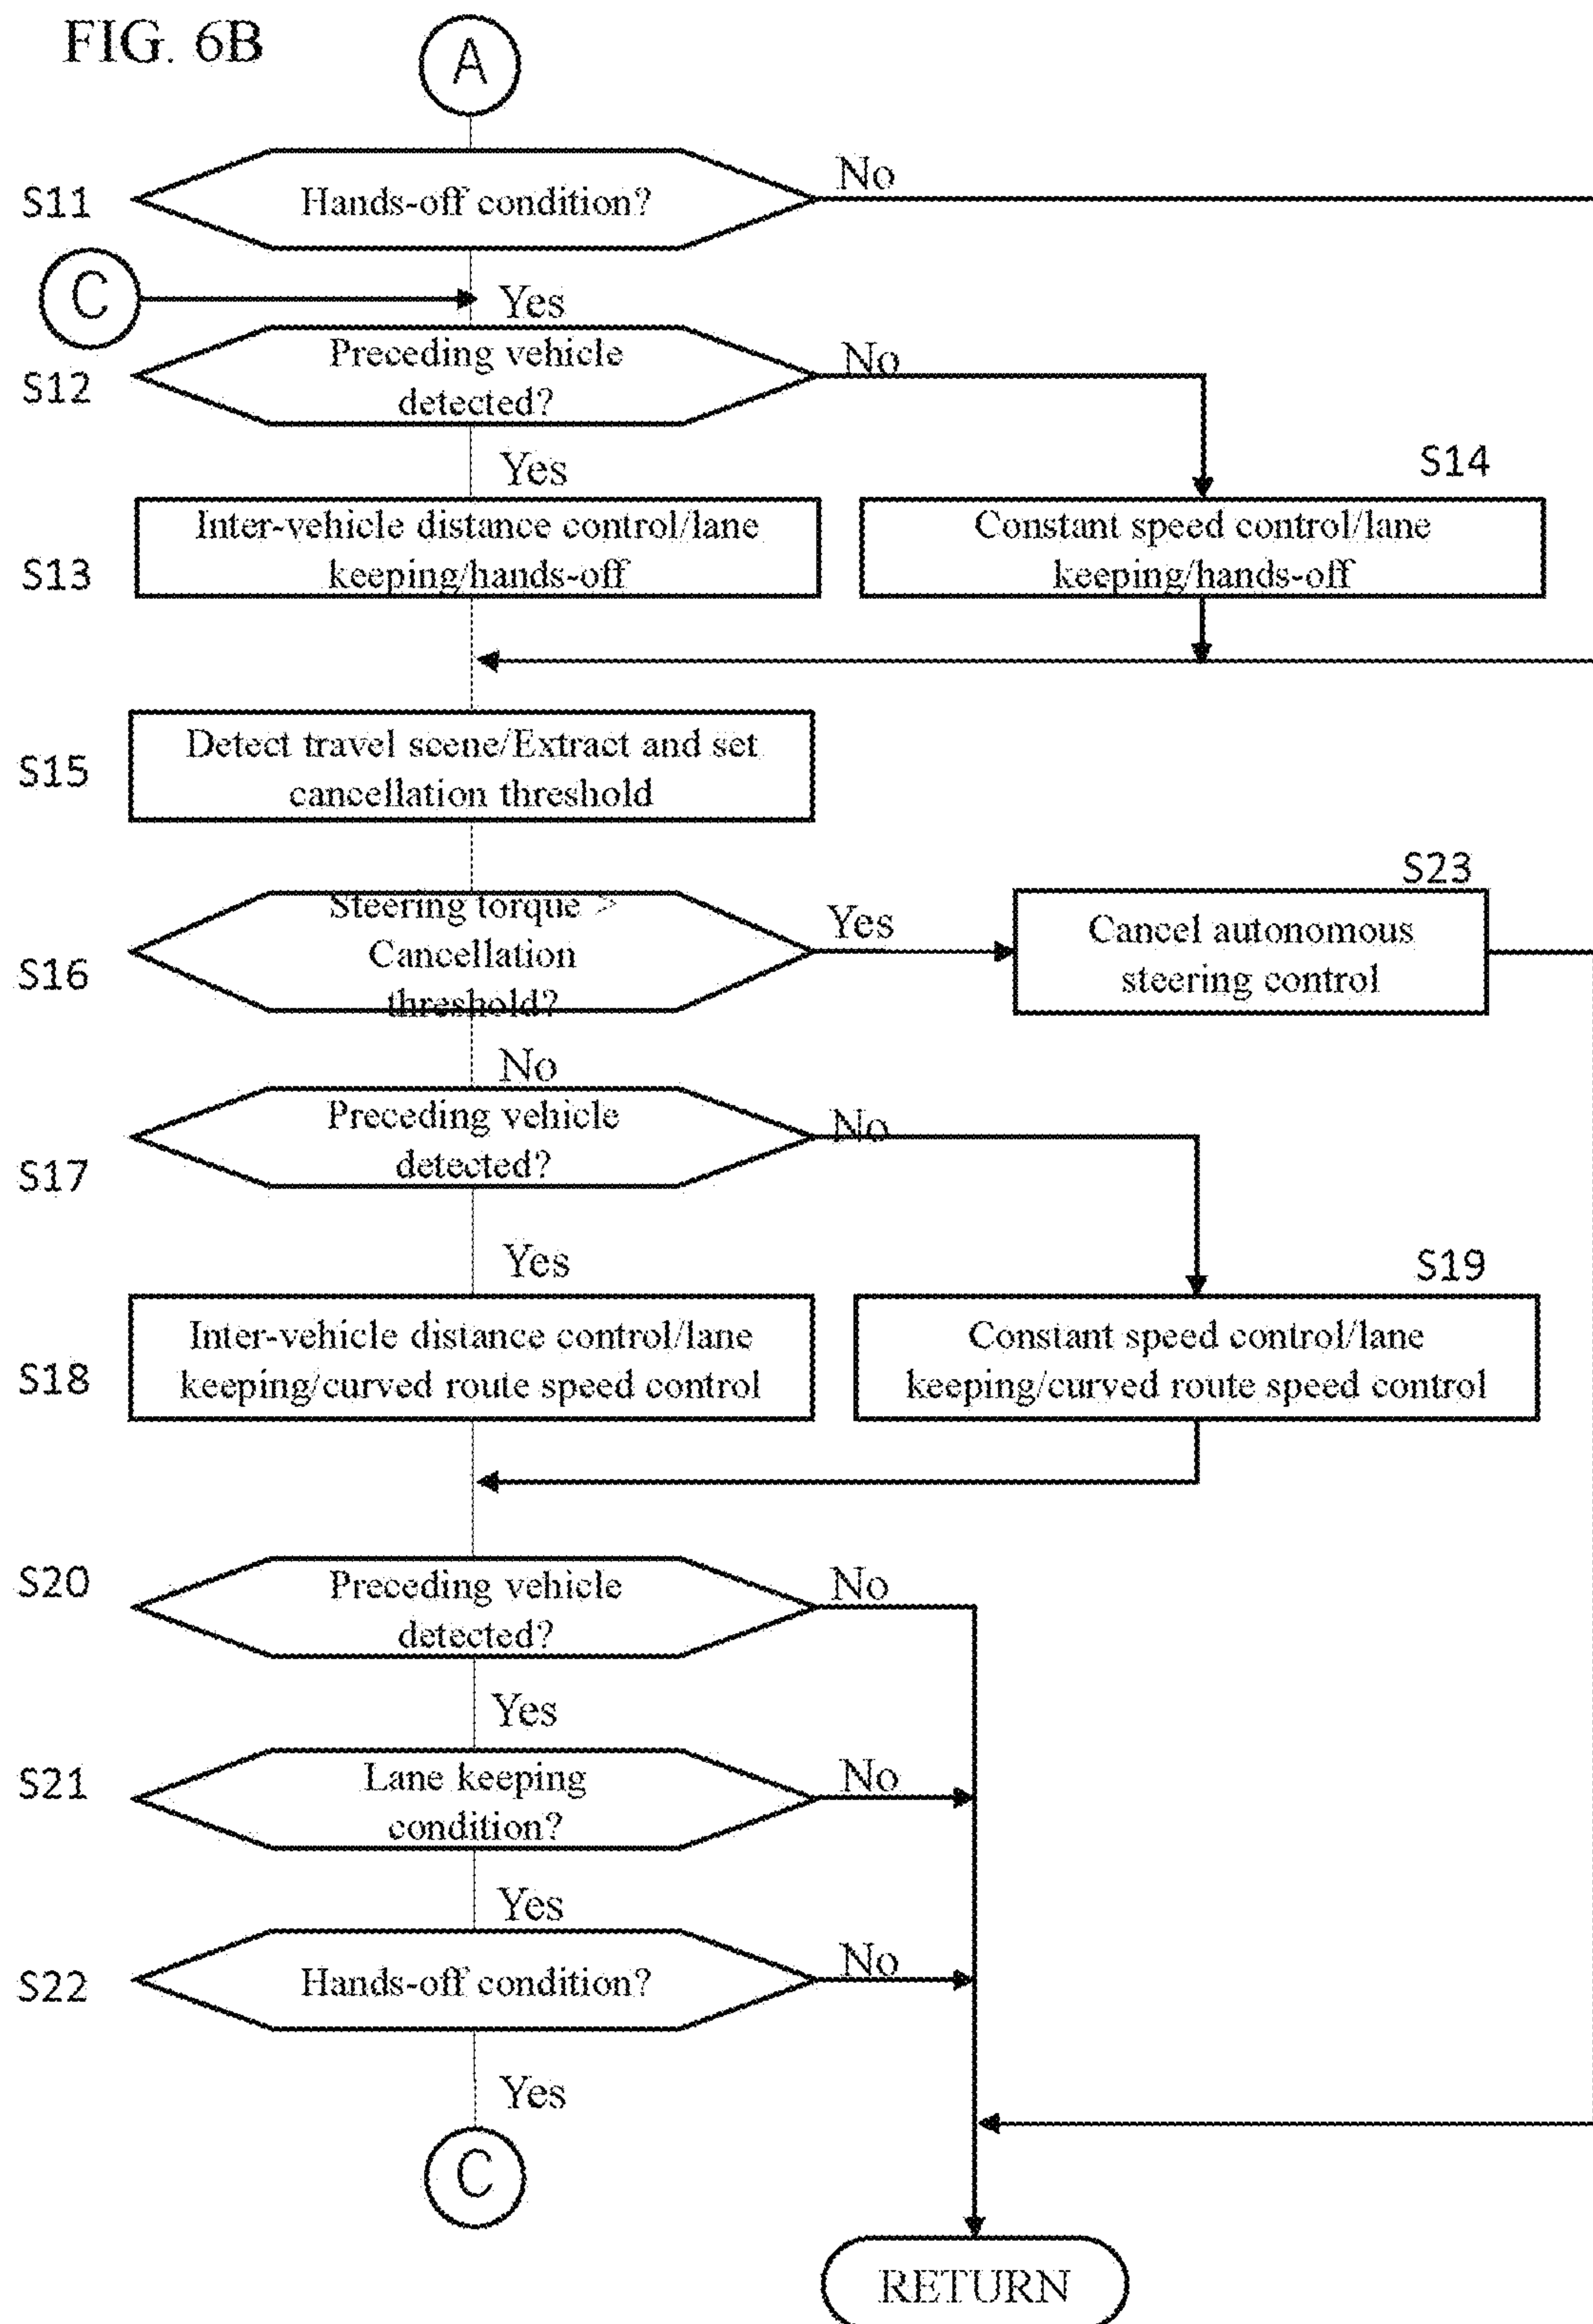 FIG. 6B
A
S11
Hands-off condition?
No
C
Yes
S12
Preceding vehicle
detected?
No
Yes
S14
S13
Inter-vehicle distance control/lane
keeping/hands-off
Constant speed control/lane
keeping/hands-off
S15
Detect travel scene/Extract and set
cancellation threshold
S23
S16
Steering torque >
Cancellation
threshold?
Yes
Cancel autonomous
steering control
No
S17
Preceding vehicle
detected?
No
Yes
S19
S18
Inter-vehicle distance control/lane
keeping/curved route speed control
Constant speed control/lane
keeping/curved route speed control
S20
Preceding vehicle
detected?
No
Yes
S21
Lane keeping
condition?
No
Yes
S22
Hands-off condition?
No
Yes
C
RETURN